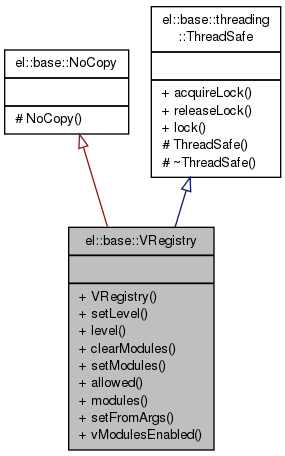 el::base::NoCopy
# NoCopy()
el::base::threading
::ThreadSafe
+ acquireLock()
+ releaseLock()
+ lock()
# ThreadSafe()
# ~ThreadSafe()
el::base::VRegistry
+ VRegistry()
+ setLevel()
+ level()
+ clearModules()
+ setModules()
+ allowed()
+ modules()
+ setFromArgs()
+ vModulesEnabled()